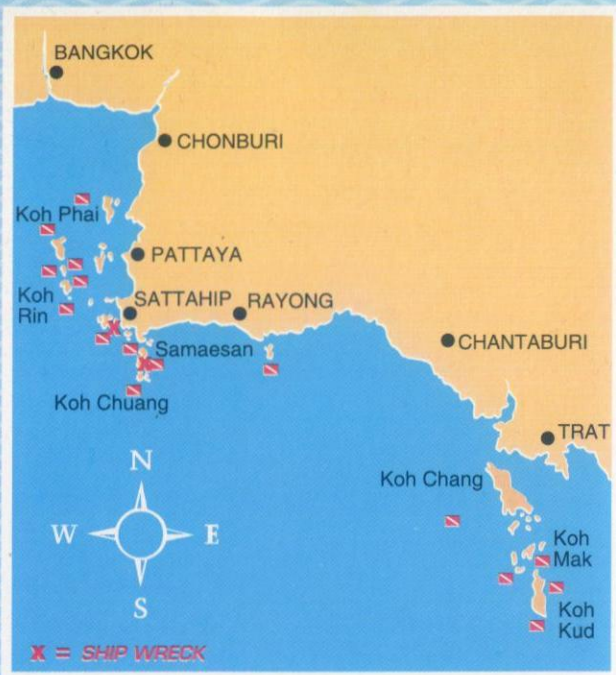 BANGKOK
CHONBURI
Koh Phai
PATTAYA
Koh
Rin
SATTAHIP
RAYONG
Samaesan
CHANTABURI
Koh Chuang
TRAT
Koh Chang
N
W
E
S
Koh
Mak
Koh
Kud
X = SHIP WRECK